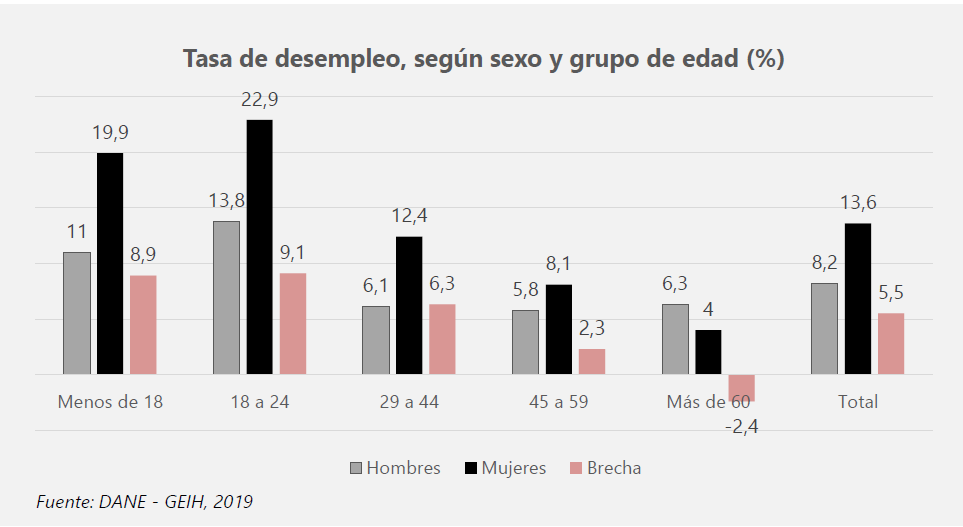 Tasa de desempleo, según sexo y grupo de edad (%)
11
19,9
8,9
13,8
22,9
9,1
6,1
12,4
6,3
5,8
8,1
2,3
6,3
4
-2,4
8,2
13,6
5,5
Menos de 18
18 a 24
29 a 44
45 a 59
Más de 60
Total
Hombres
Mujeres
Brecha
Fuente: DANE - GEIH, 2019